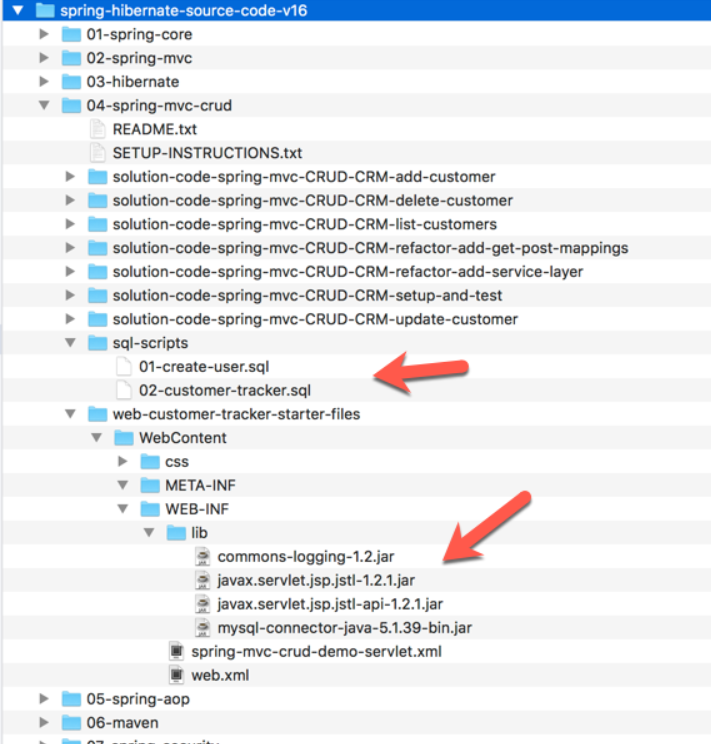 spring-hibernate-source-code-v16
01-spring-core
02-spring-mvc
03-hibernate
04-spring-mvc-crud
README.txt
SETUP-INSTRUCTIONS.txt
solution-code-spring-mvc-CRUD-CRM-add-customer
solution-code-spring-mvc-CRUD-CRM-delete-customer
solution-code-spring-mvc-CRUD-CRM-list-customers
solution-code-spring-mvc-CRUD-CRM-refactor-add-get-post-mappings
solution-code-spring-mvc-CRUD-CRM-refactor-add-service-layer
solution-code-spring-mvc-CRUD-CRM-setup-and-test
solution-code-spring-mvc-CRUD-CRM-update-customer
sql-scripts
01-create-user.sql
02-customer-tracker.sql
web-customer-tracker-starter-files
WebContent
css
META-INF
WEB-INF
lib
commons-logging-1.2.jar
javax.servlet.jsp.jstl-1.2.1.jar
javax.servlet.jsp.jstl-api-1.2.1.jar
mysql-connector-java-5.1.39-bin.jar
spring-mvc-crud-demo-servlet.xml
web.xml
05-spring-aop
06-maven
07-spring-security